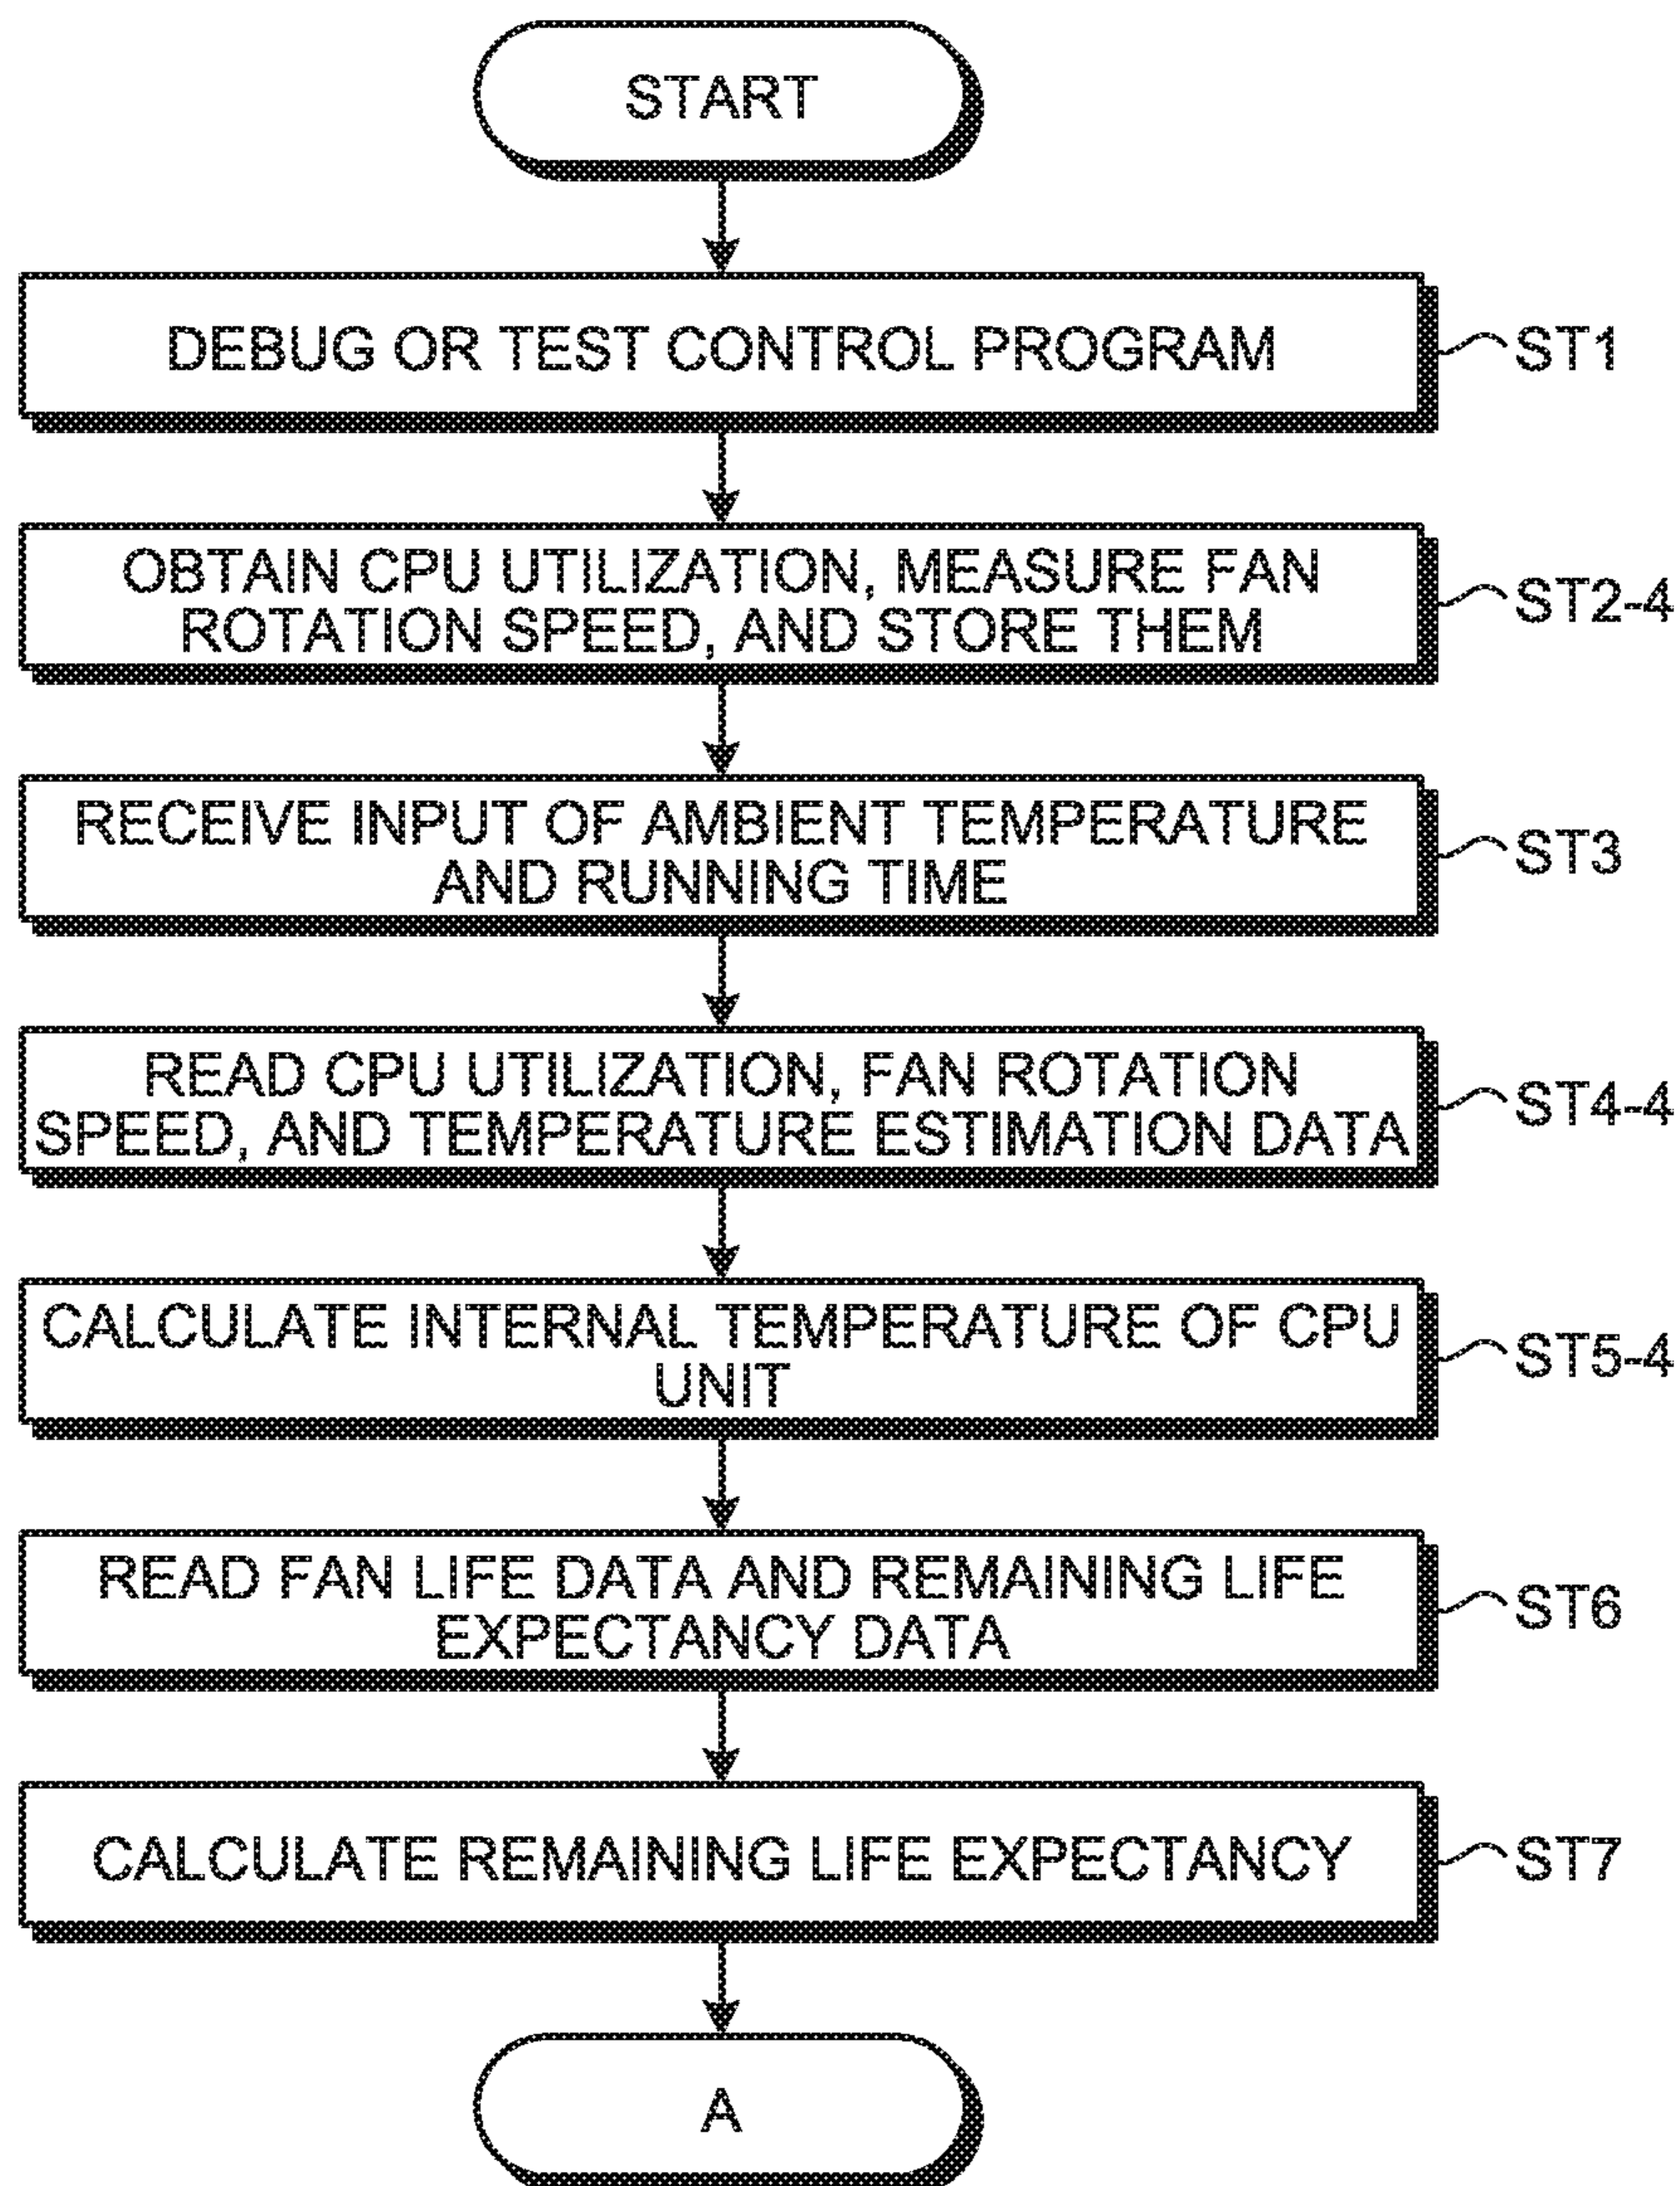 START
DEBUG OR TEST CONTROL PROGRAM
ST1
OBTAIN CPU UTILIZATION, MEASURE FAN
ROTATION SPEED, AND STORE THEM
ST2-4
RECEIVE INPUT OF AMBIENT TEMPERATURE
AND RUNNING TIME
ST3
READ CPU UTILIZATION, FAN ROTATION
SPEED, AND TEMPERATURE ESTIMATION DATA
ST4-4
CALCULATE INTERNAL TEMPERATURE OF CPU
UNIT
ST5-4
READ FAN LIFE DATA AND REMAINING LIFE
EXPECTANCY DATA
ST6
CALCULATE REMAINING LIFE EXPECTANCY
ST7
A